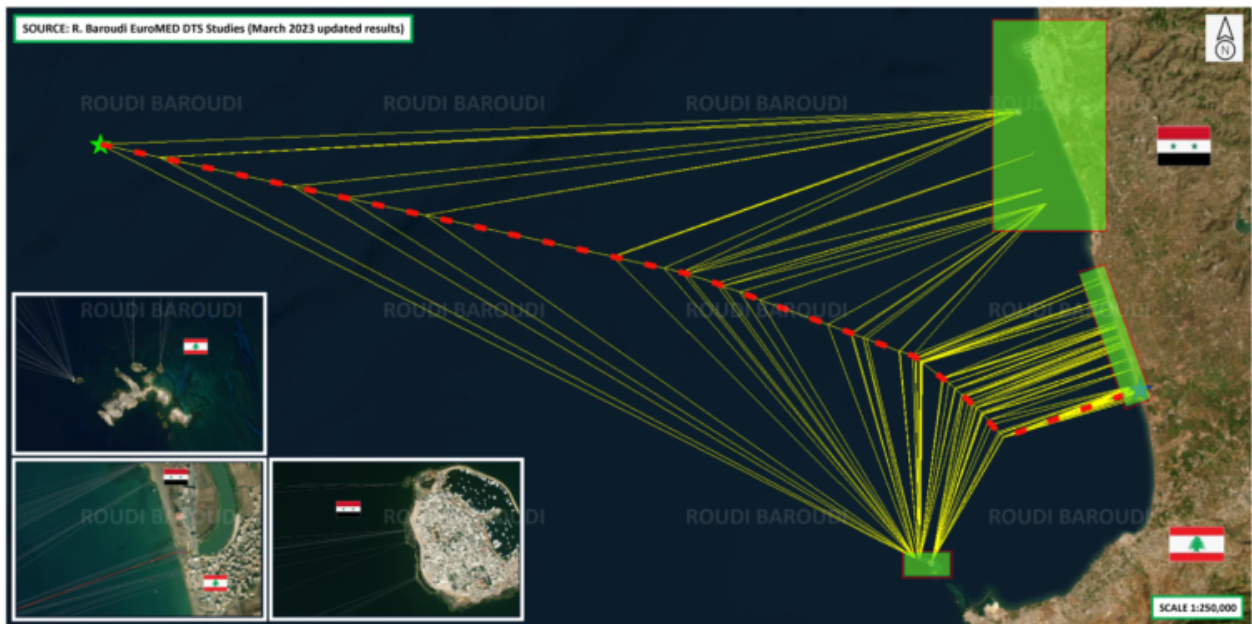 SOURCE: R. Baroudi EuroMED DTS Studies (March 2023 updated results)
N
ROUDI BAROUDI ROUDI BAROUDI ROUDI BAROUDI ROUDI BAROUDI
ROUDI BAROUDI ROUDI BAROUDI ROUDI BAROUDI ROUDI BAROUDI
ROUDI BAROUDI ROUDI BAROUDI ROUDI BAROUDI ROUDI BAROUDI
SCALE 1:250,000